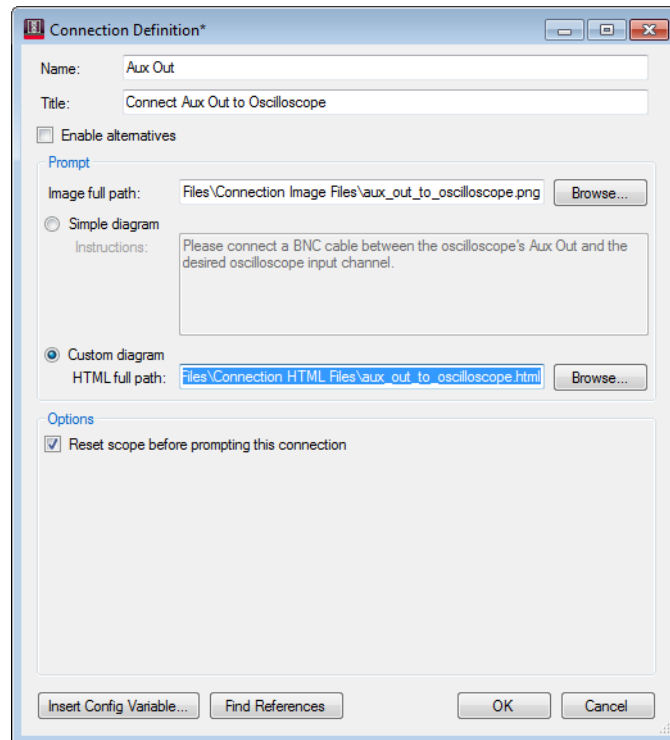 Connection Definition*
Name: Aux Out
Title: Connect Aux Out to Oscilloscope
Enable alternatives
Prompt
Image full path: Files\Connection Image Files\aux_out_to_oscilloscope.png Browse...
Simple diagram
Instructions: Please connect a BNC cable between the oscilloscope's Aux Out and the
desired oscilloscope input channel.
Custom diagram
HTML full path: Files\Connection HTML Files\aux_out_to_oscilloscope.html Browse...
Options
Reset scope before prompting this connection
Insert Config Variable... Find References OK Cancel